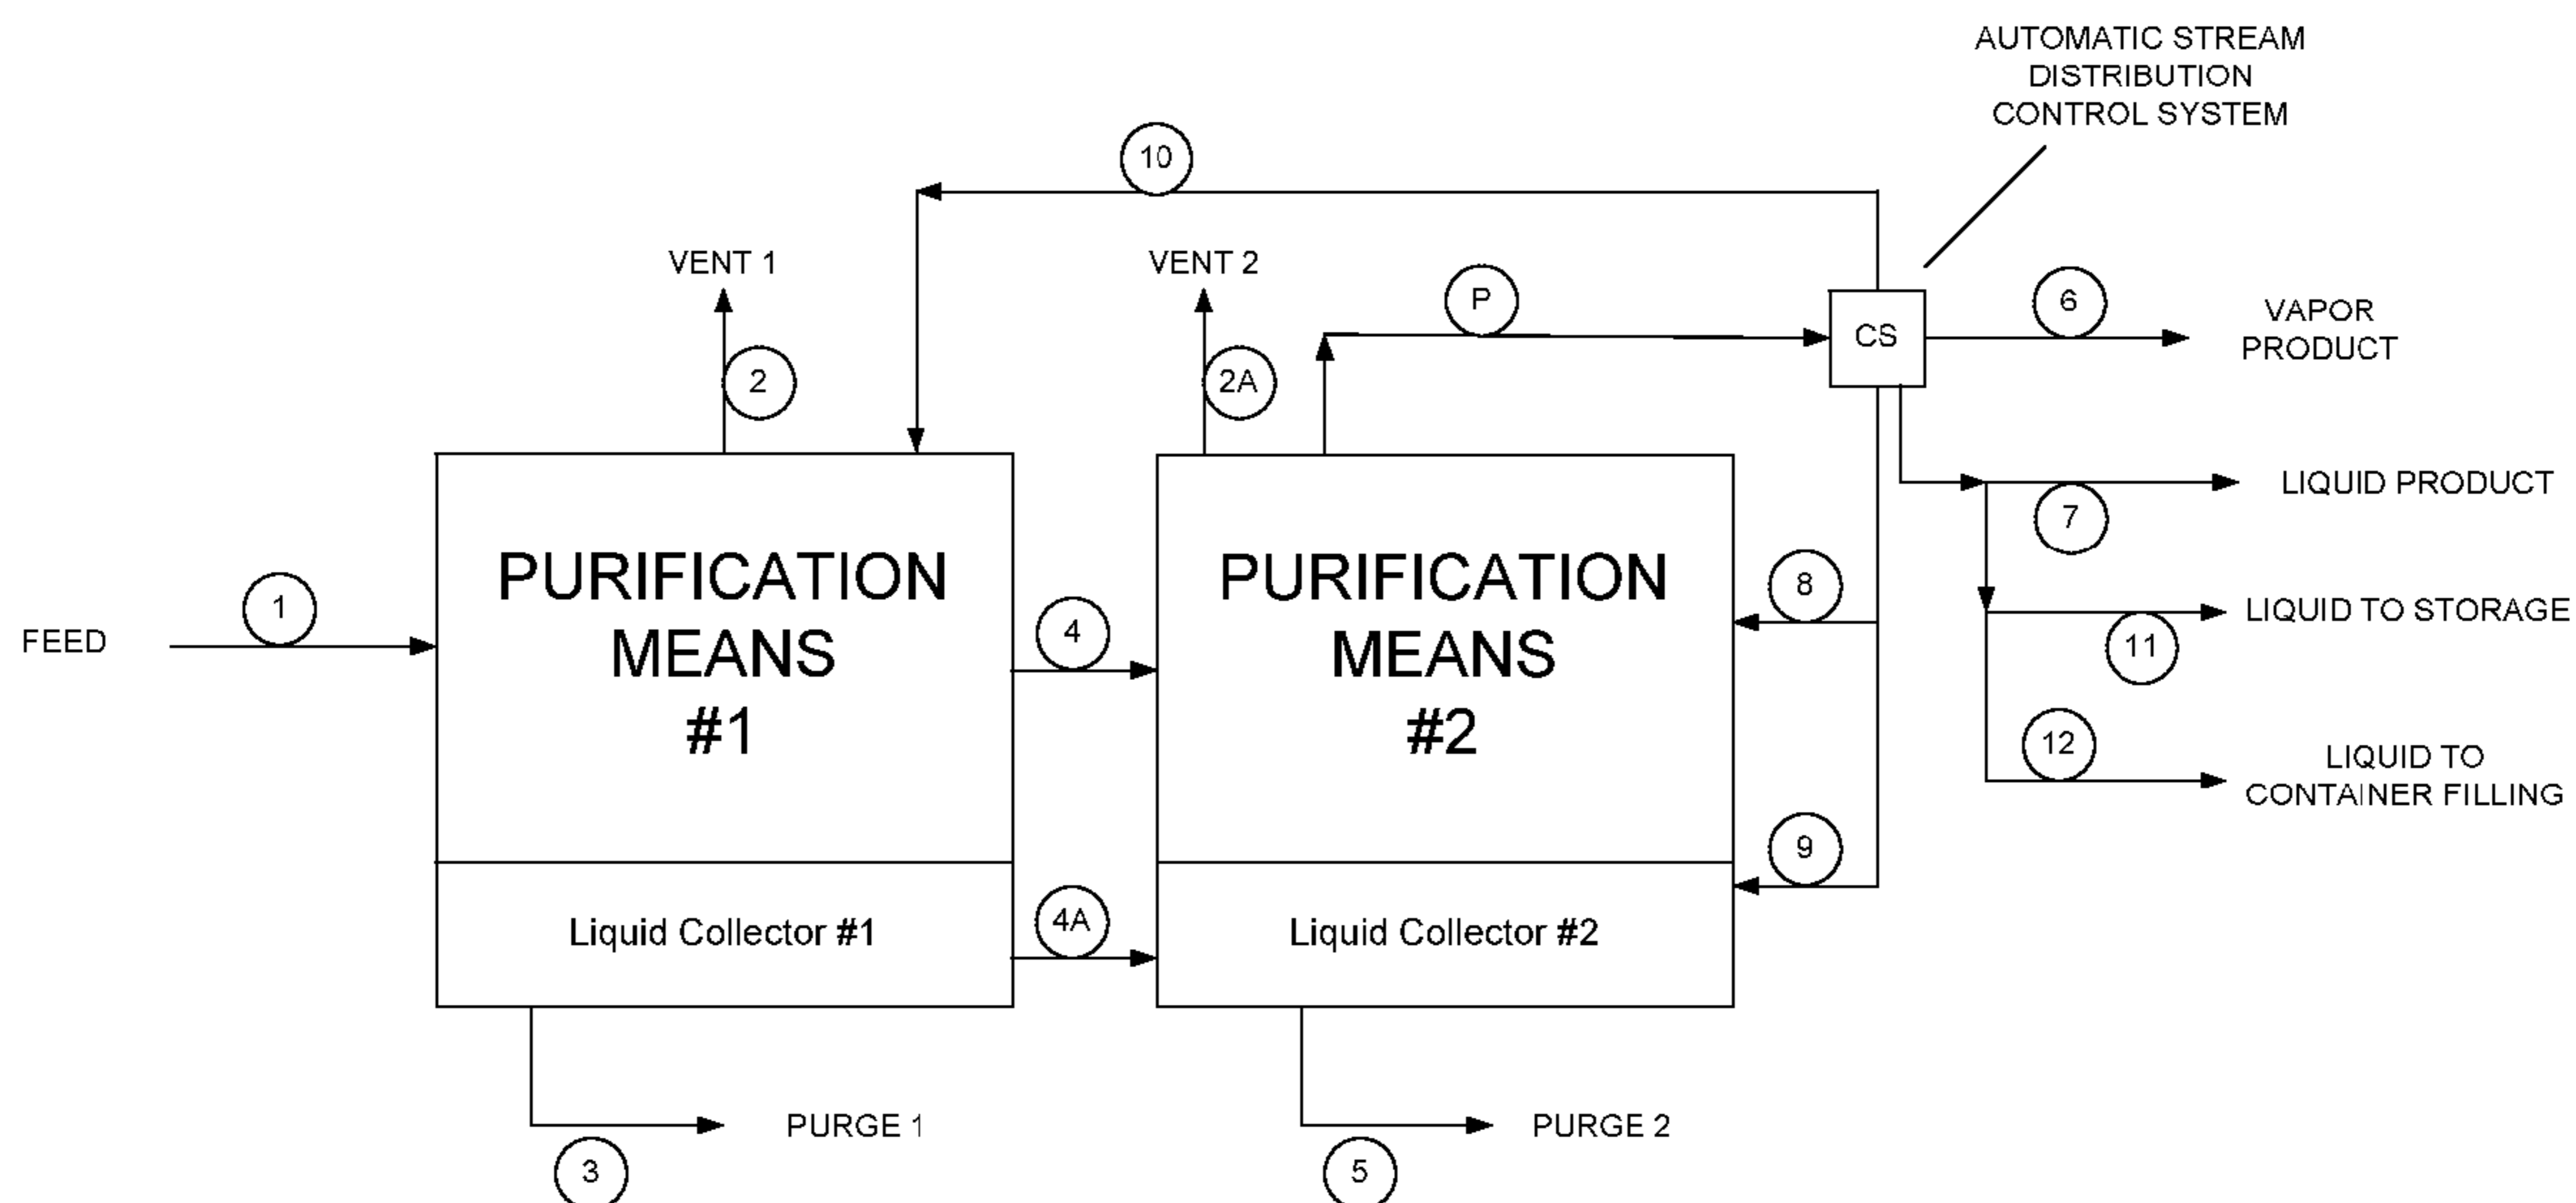 AUTOMATIC STREAM
DISTRIBUTION
CONTROL SYSTEM
10
VENT 1
VENT 2
P
6
CS
VAPOR
PRODUCT
2
2A
LIQUID PRODUCT
7
1
FEED
PURIFICATION
MEANS
#1
4
PURIFICATION
MEANS
#2
8
LIQUID TO STORAGE
11
12
LIQUID TO
CONTAINER FILLING
9
Liquid Collector #1
4A
Liquid Collector #2
PURGE 1
3
PURGE 2
5